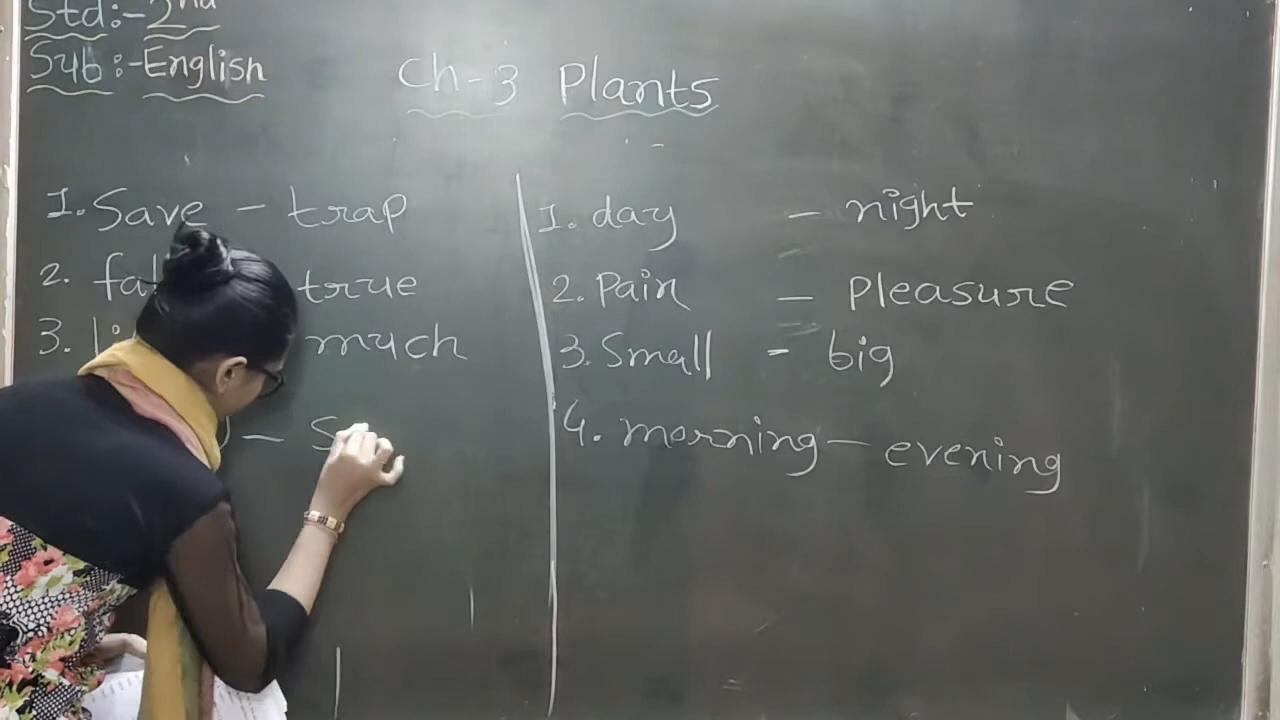 Std:-2nd
Sub:-English
Ch-3 Plants
1. Save - trap
2. true
3. much
1. day - night
2. Pain - Pleasure
3. Small - big
4. morning - evening